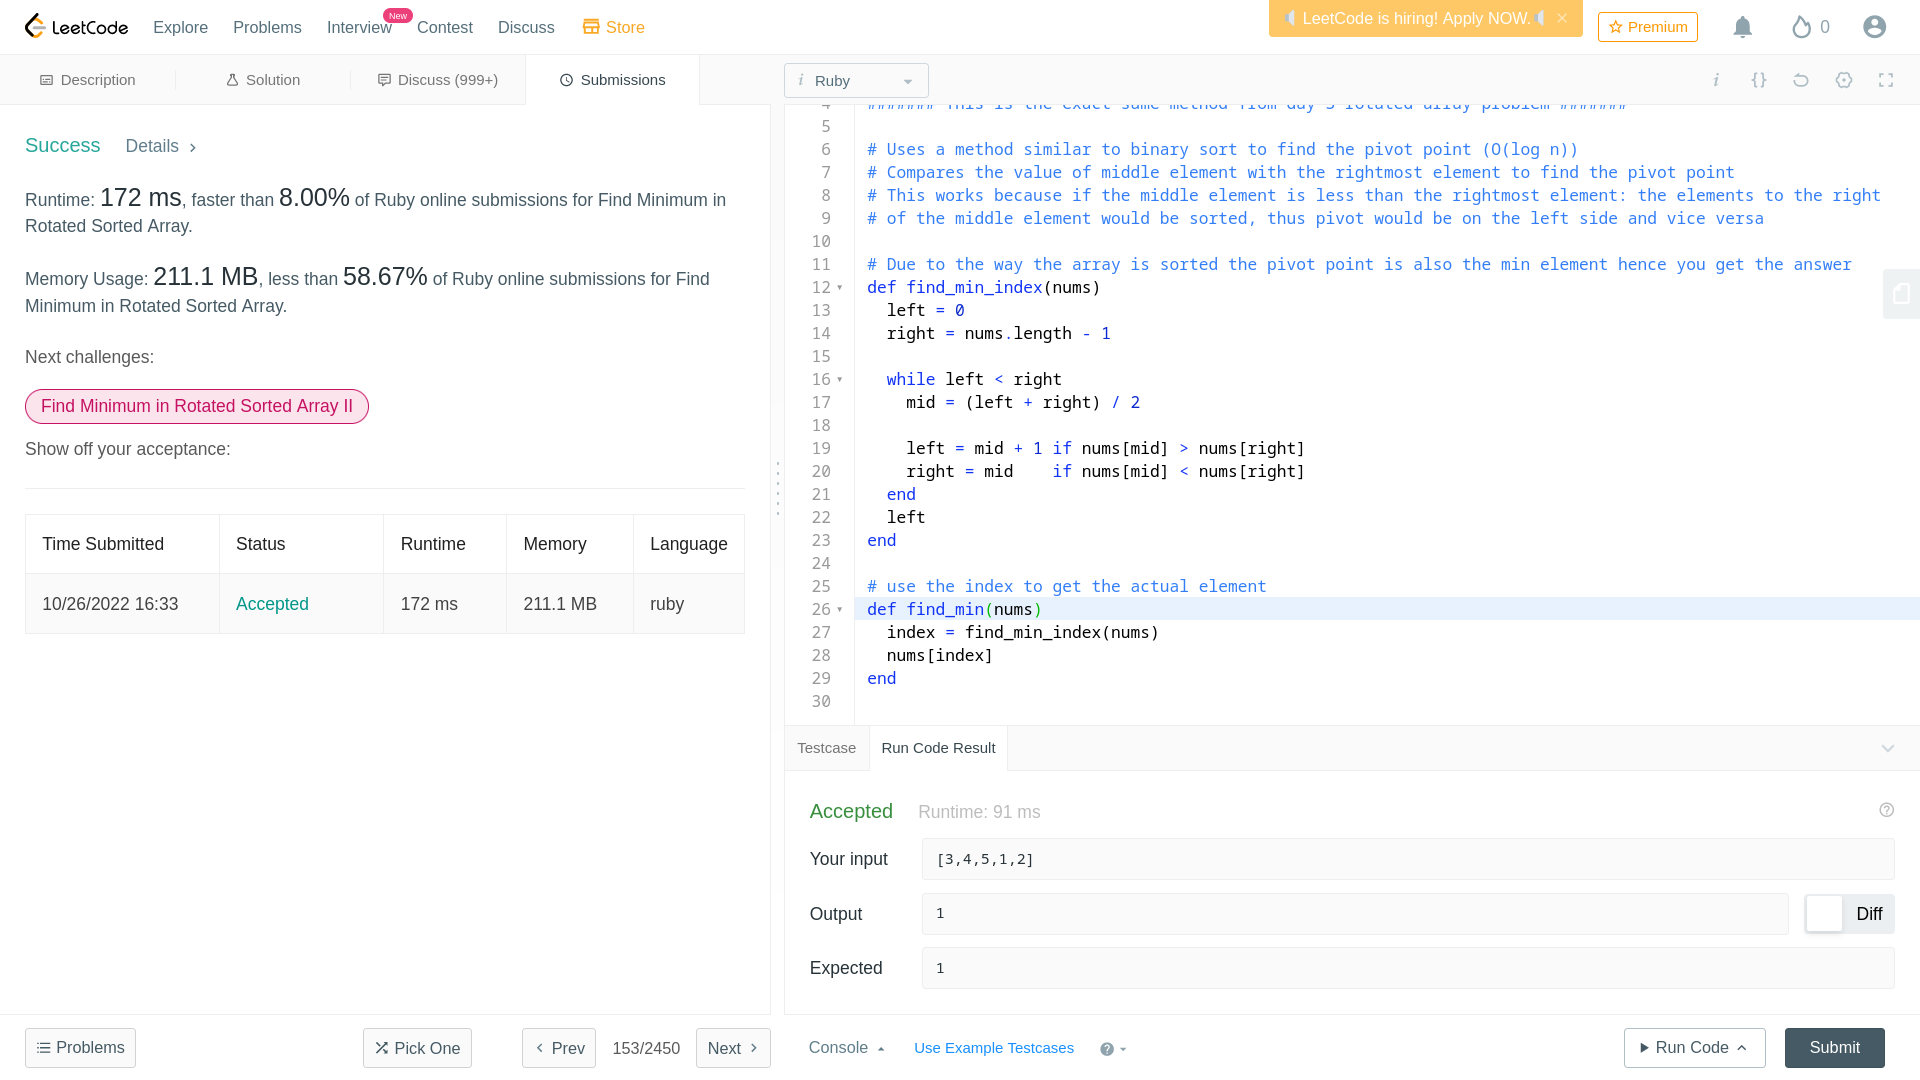 LeetCode
Explore
Problems
Interview
New
Contest
Discuss
Store
LeetCode is hiring! Apply NOW.
Premium
0
Description
Solution
Discuss (999+)
Submissions
i Ruby
Success
Details
Runtime: 172 ms, faster than 8.00% of Ruby online submissions for Find Minimum in
Rotated Sorted Array.
Memory Usage: 211.1 MB, less than 58.67% of Ruby online submissions for Find
Minimum in Rotated Sorted Array.
Next challenges:
Find Minimum in Rotated Sorted Array II
Show off your acceptance:
Time Submitted Status Runtime Memory Language
10/26/2022 16:33 Accepted 172 ms 211.1 MB ruby
4 ####### This is the exact same method from day 3 rotated array problem #######
5
6 # Uses a method similar to binary sort to find the pivot point (O(log n))
7 # Compares the value of middle element with the rightmost element to find the pivot point
8 # This works because if the middle element is less than the rightmost element: the elements to the right
9 # of the middle element would be sorted, thus pivot would be on the left side and vice versa
10
11 # Due to the way the array is sorted the pivot point is also the min element hence you get the answer
12 def find_min_index(nums)
13 left = 0
14 right = nums.length - 1
15
16 while left < right
17 mid = (left + right) / 2
18
19 left = mid + 1 if nums[mid] > nums[right]
20 right = mid    if nums[mid] < nums[right]
21 end
22 left
23 end
24
25 # use the index to get the actual element
26 def find_min(nums)
27 index = find_min_index(nums)
28 nums[index]
29 end
30
Testcase
Run Code Result
Accepted
Runtime: 91 ms
Your input
[3,4,5,1,2]
Output
1
Diff
Expected
1
Problems
Pick One
Prev
153/2450
Next
Console
Use Example Testcases
Run Code
Submit